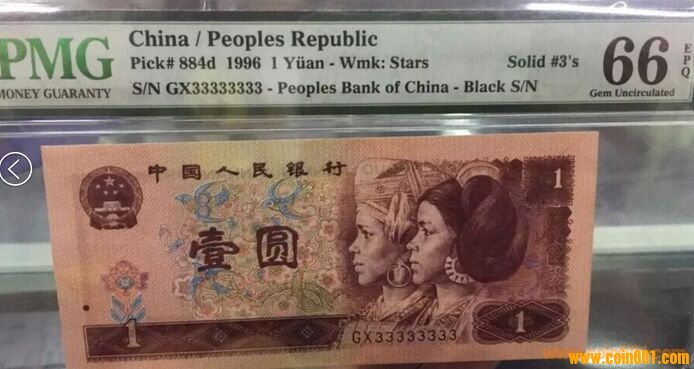 PMG
MONEY GUARANTY
China / Peoples Republic
Pick# 884d 1996 1 Yüan - Wmk: Stars Solid #3's
S/N GX33333333 - Peoples Bank of China - Black S/N
66 EPQ
Gem Uncirculated
中国人民银行
1
壹圆
1
GX33333333
1
www.coin001.com